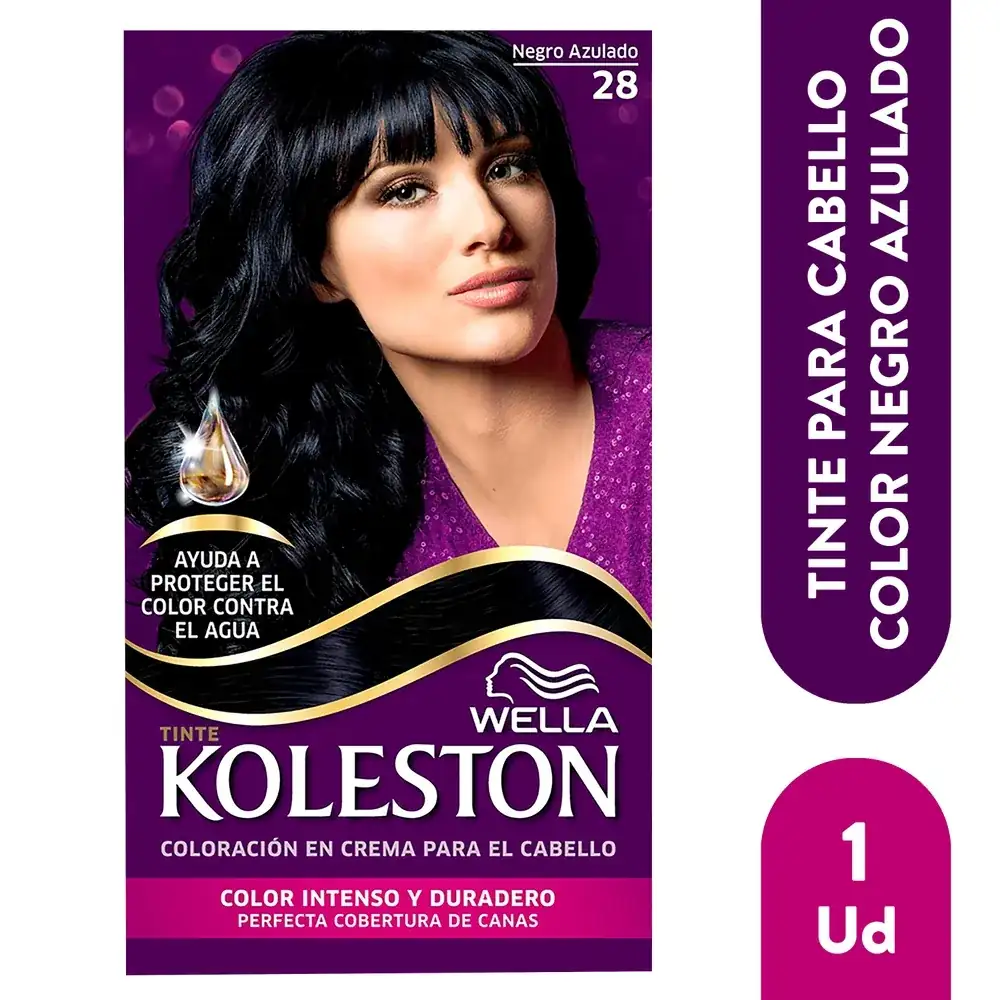 Negro Azulado
28
AYUDA A
PROTEGER EL
COLOR CONTRA
EL AGUA
WELLA
TINTE
KOLESTON
COLORACIÓN EN CREMA PARA EL CABELLO
COLOR INTENSO Y DURADERO
PERFECTA COBERTURA DE CANAS
TINTE PARA CABELLO
COLOR NEGRO AZULADO
1
Ud